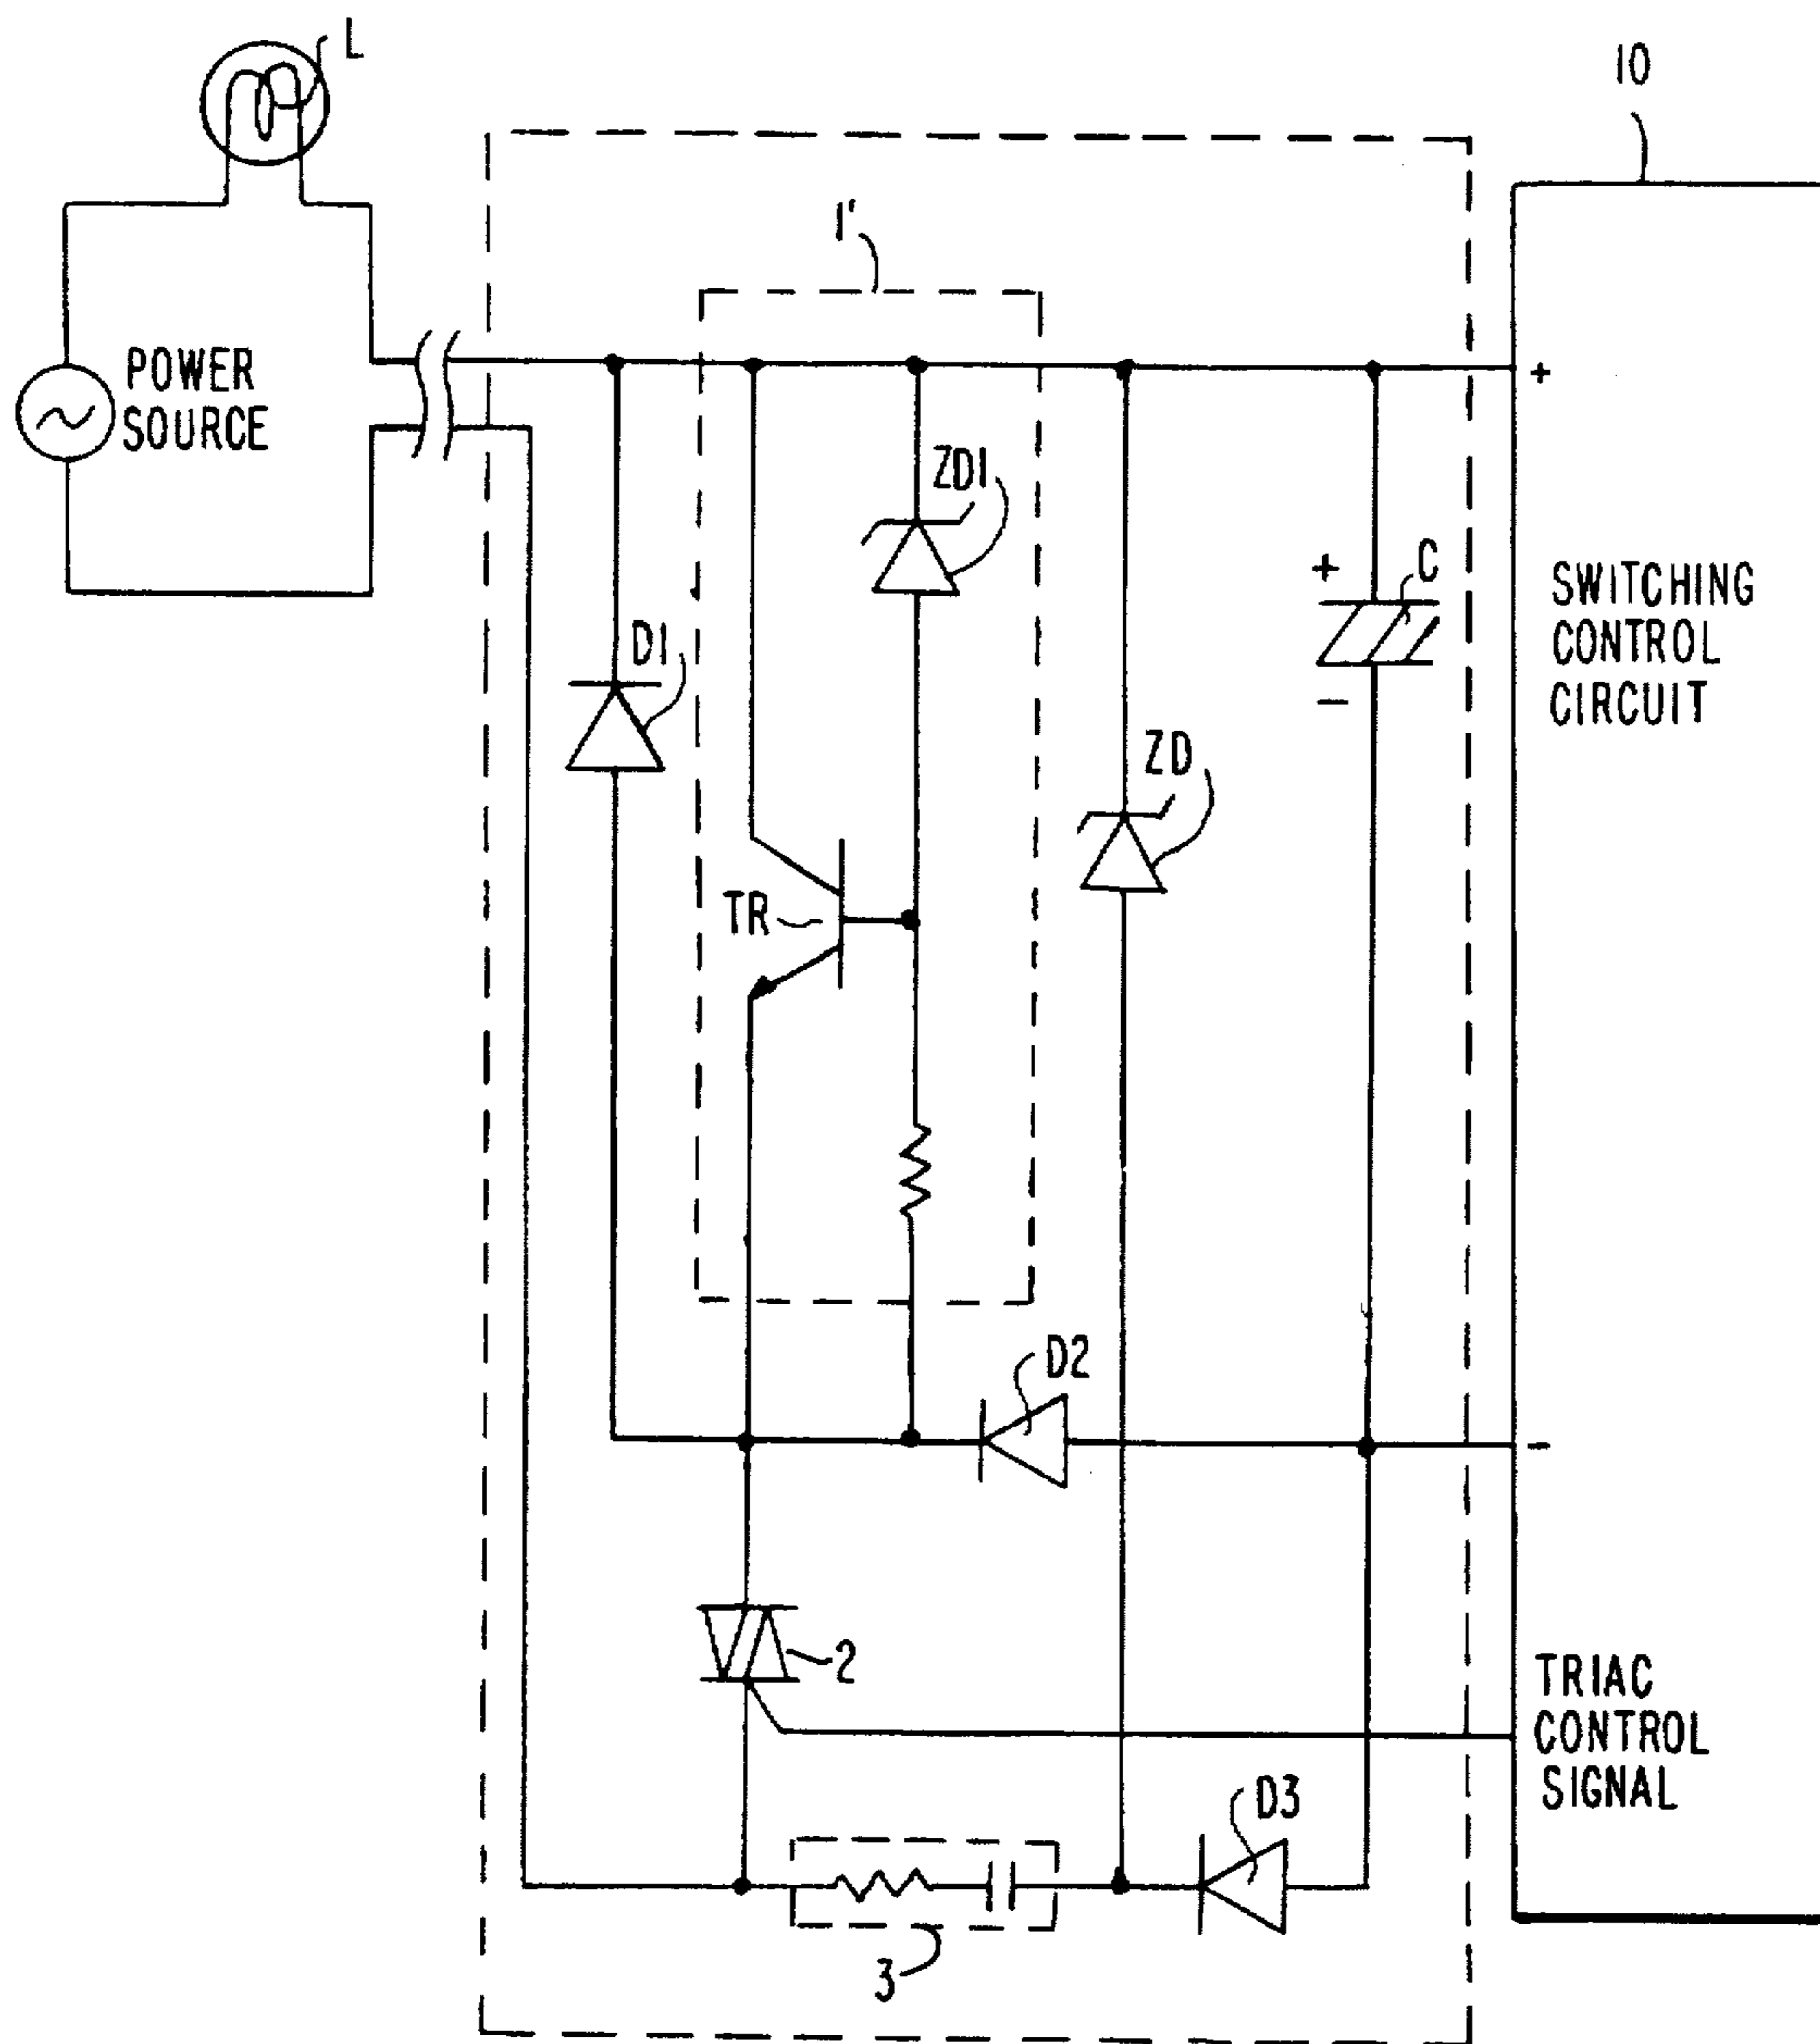 L
10
1'
POWER
SOURCE
+
ZD1
+
C
-
SWITCHING
CONTROL
CIRCUIT
D1
ZD
TR
D2
-
2
TRIAC
CONTROL
SIGNAL
D3
3